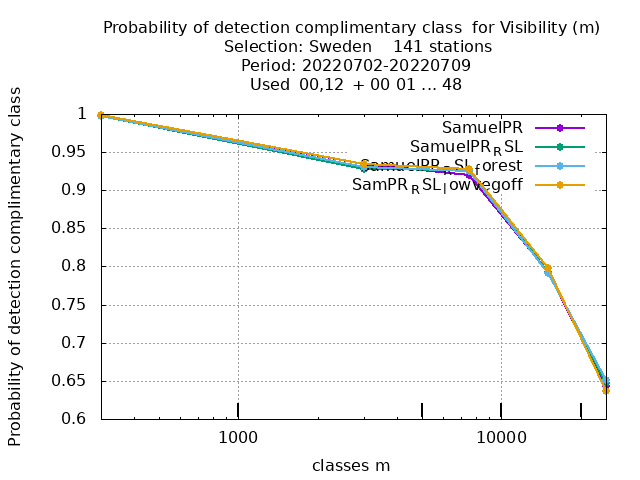 Probability of detection complimentary class  for Visibility (m)
Selection: Sweden    141 stations
Period: 20220702-20220709
Used  00,12  + 00 01 ... 48
Probability of detection complimentary class
1
0.95
0.9
0.85
0.8
0.75
0.7
0.65
0.6
SamuelPR
SamuelPR_RSL
SamuelPR_RSL_forest
SamPR_RSL_lowvegoff
1000
10000
classes m